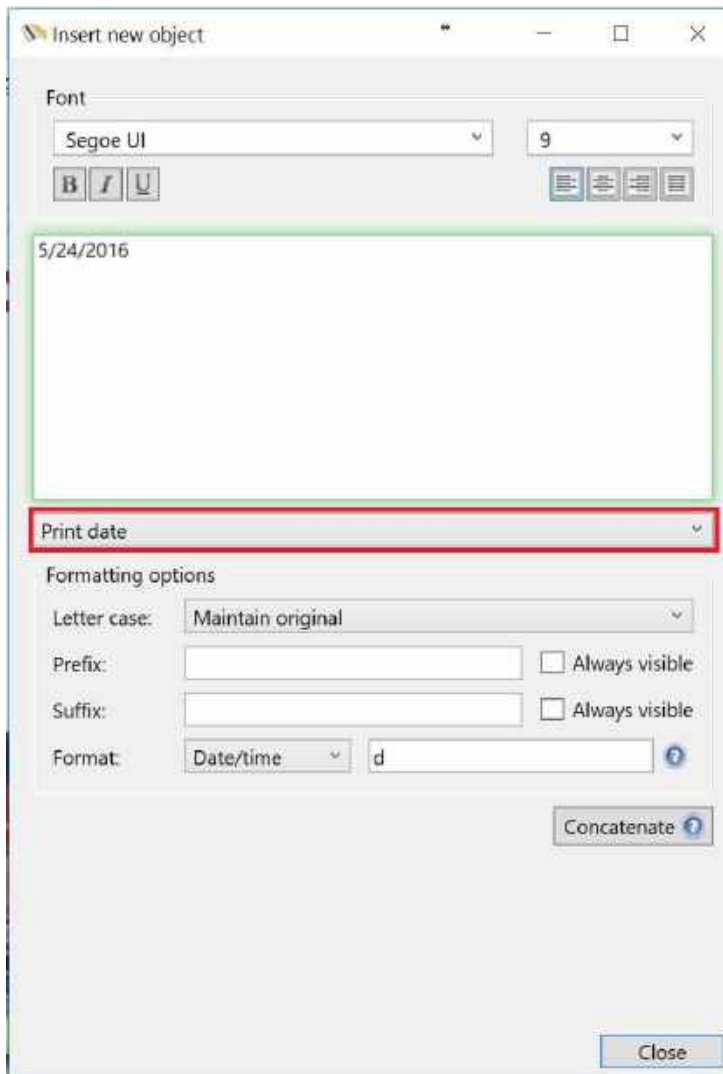 Insert new object
Font
Segoe UI 9
B I U
5/24/2016
Print date
Formatting options
Letter case: Maintain original
Prefix: Always visible
Suffix: Always visible
Format: Date/time d ?
Concatenate ?
Close